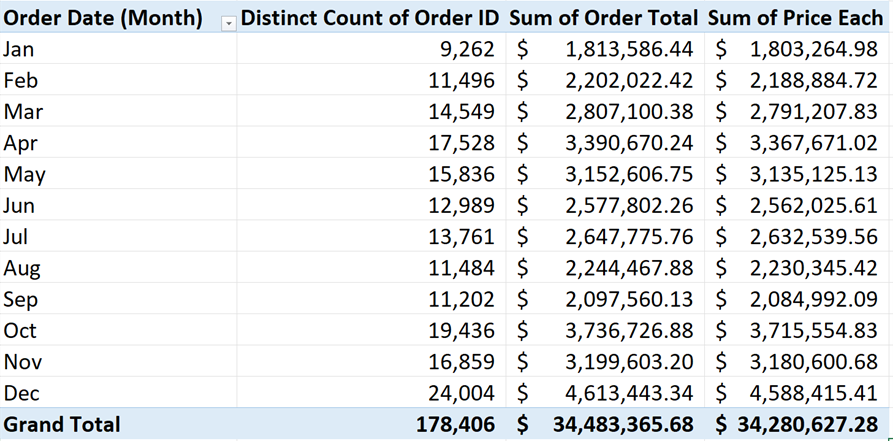 Order Date (Month) Distinct Count of Order ID Sum of Order Total Sum of Price Each
Jan 9,262 $ 1,813,586.44 $ 1,803,264.98
Feb 11,496 $ 2,202,022.42 $ 2,188,884.72
Mar 14,549 $ 2,807,100.38 $ 2,791,207.83
Apr 17,528 $ 3,390,670.24 $ 3,367,671.02
May 15,836 $ 3,152,606.75 $ 3,135,125.13
Jun 12,989 $ 2,577,802.26 $ 2,562,025.61
Jul 13,761 $ 2,647,775.76 $ 2,632,539.56
Aug 11,484 $ 2,244,467.88 $ 2,230,345.42
Sep 11,202 $ 2,097,560.13 $ 2,084,992.09
Oct 19,436 $ 3,736,726.88 $ 3,715,554.83
Nov 16,859 $ 3,199,603.20 $ 3,180,600.68
Dec 24,004 $ 4,613,443.34 $ 4,588,415.41
Grand Total 178,406 $ 34,483,365.68 $ 34,280,627.28